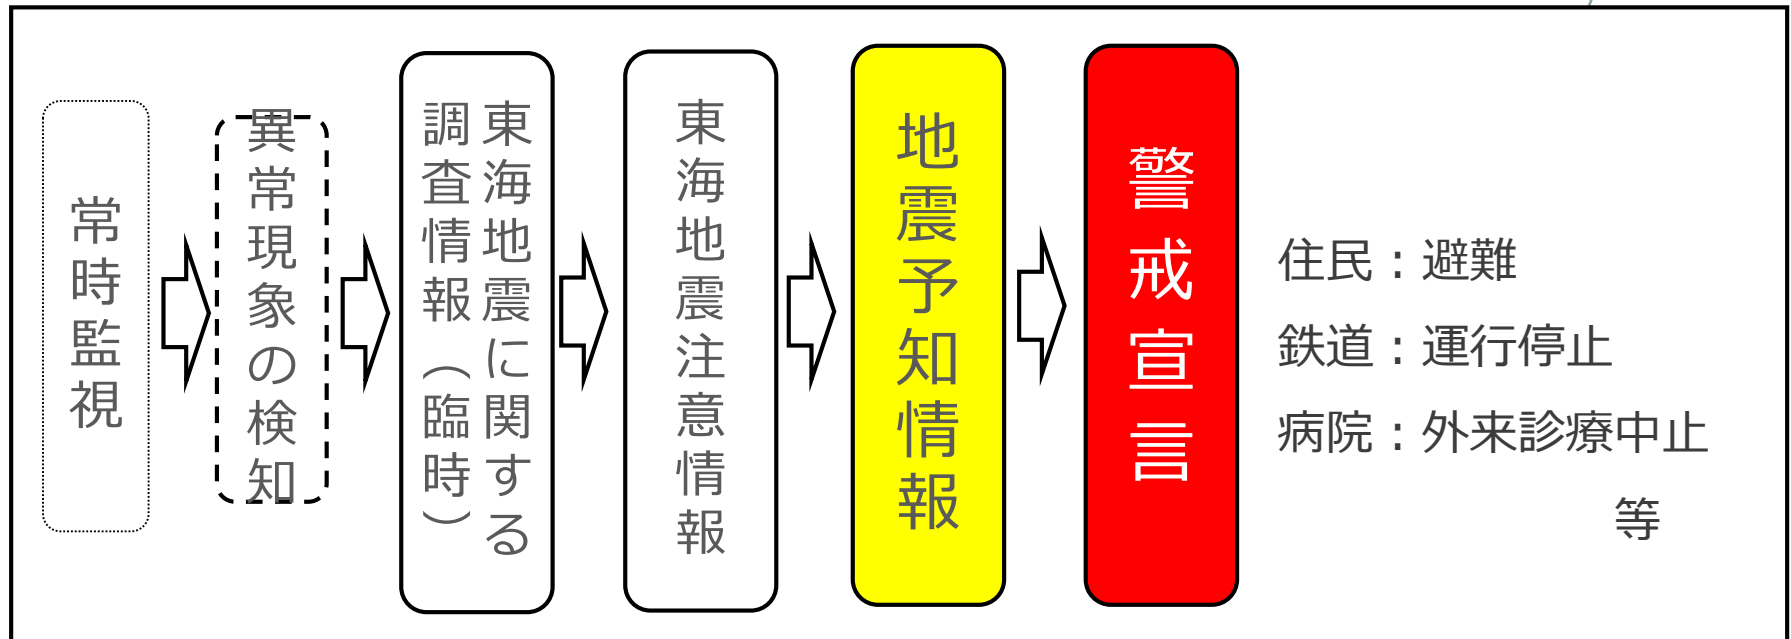 常時監視
異常現象の検知
東海地震に関する
調査情報（臨時）
東海地震注意情報
地震予知情報
警戒宣言
住民：避難
鉄道：運行停止
病院：外来診療中止
等